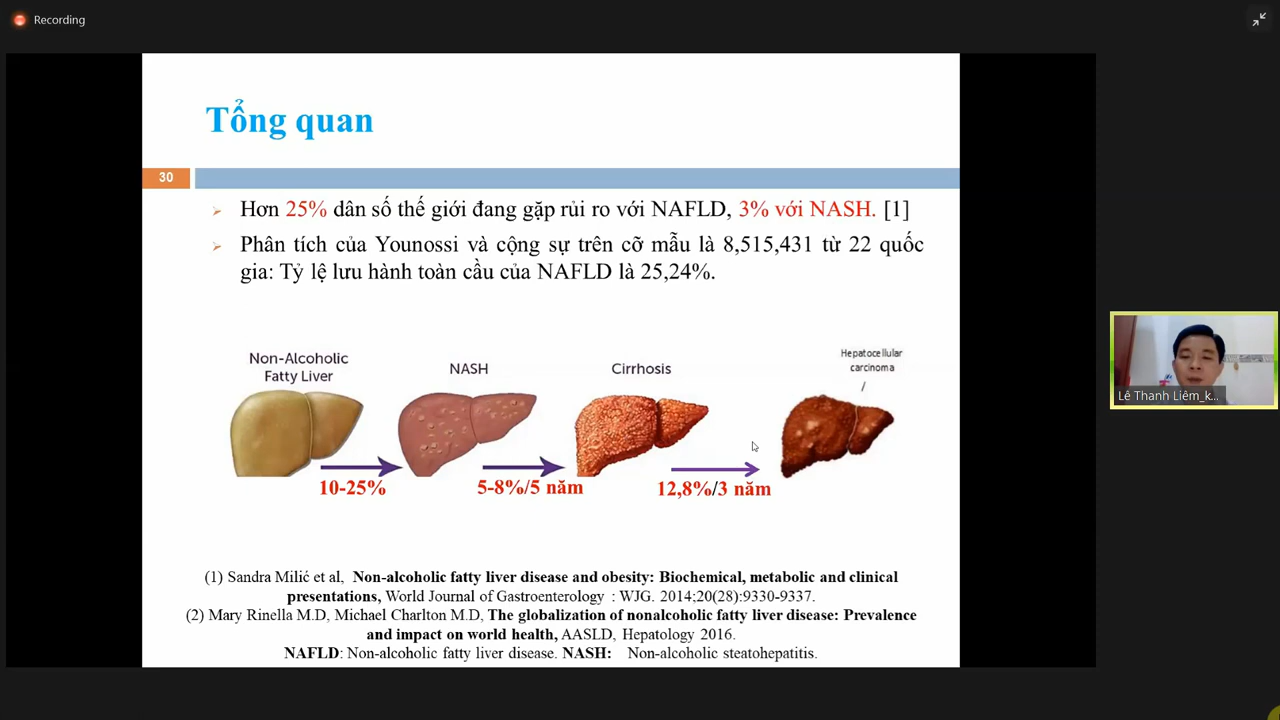 Recording
Tổng quan
30
Hơn 25% dân số thế giới đang gặp rủi ro với NAFLD, 3% với NASH. [1]
Phân tích của Younossi và cộng sự trên cỡ mẫu là 8,515,431 từ 22 quốc
gia: Tỷ lệ lưu hành toàn cầu của NAFLD là 25,24%.
Non-Alcoholic
Fatty Liver
NASH
Cirrhosis
Hepatocellular
carcinoma
10-25%
5-8%/5 năm
12,8%/3 năm
(1) Sandra Milić et al, Non-alcoholic fatty liver disease and obesity: Biochemical, metabolic and clinical
presentations, World Journal of Gastroenterology : WJG. 2014;20(28):9330-9337.
(2) Mary Rinella M.D, Michael Charlton M.D, The globalization of nonalcoholic fatty liver disease: Prevalence
and impact on world health, AASLD, Hepatology 2016.
NAFLD: Non-alcoholic fatty liver disease. NASH: Non-alcoholic steatohepatitis.
Lê Thanh Liêm_k...